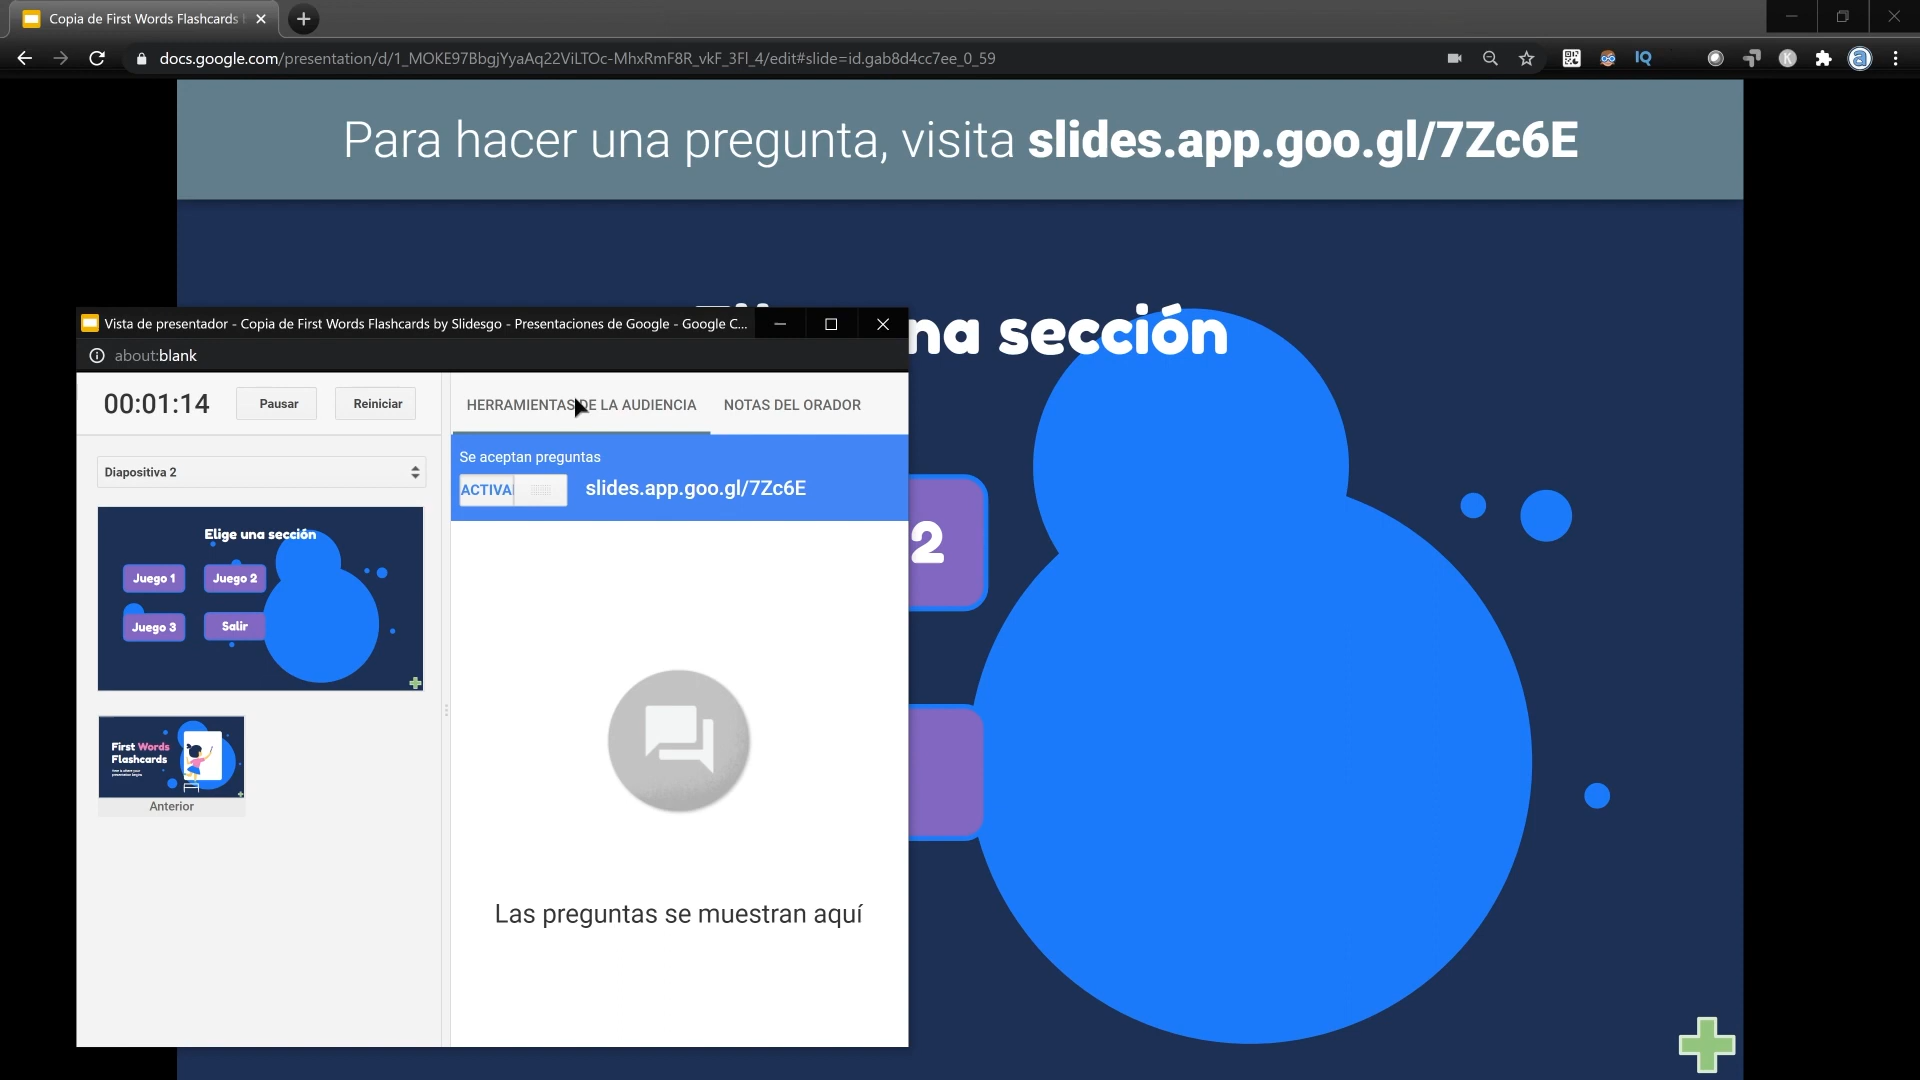 Copia de First Words Flashcards
docs.google.com/presentation/d/1_MOKE97BbgjYyaAq22ViLTOc-MhxRmF8R_vkF_3Fl_4/edit#slide=id.gab8d4cc7ee_0_59
IQ
K
a
Para hacer una pregunta, visita slides.app.goo.gl/7Zc6E
na sección
2
Vista de presentador - Copia de First Words Flashcards by Slidesgo - Presentaciones de Google - Google C...
about:blank
00:01:14
Pausar
Reiniciar
HERRAMIENTAS DE LA AUDIENCIA
NOTAS DEL ORADOR
Se aceptan preguntas
ACTIVA
slides.app.goo.gl/7Zc6E
Diapositiva 2
Elige una sección
Juego 1
Juego 2
Juego 3
Salir
First Words
Flashcards
Anterior
Las preguntas se muestran aquí